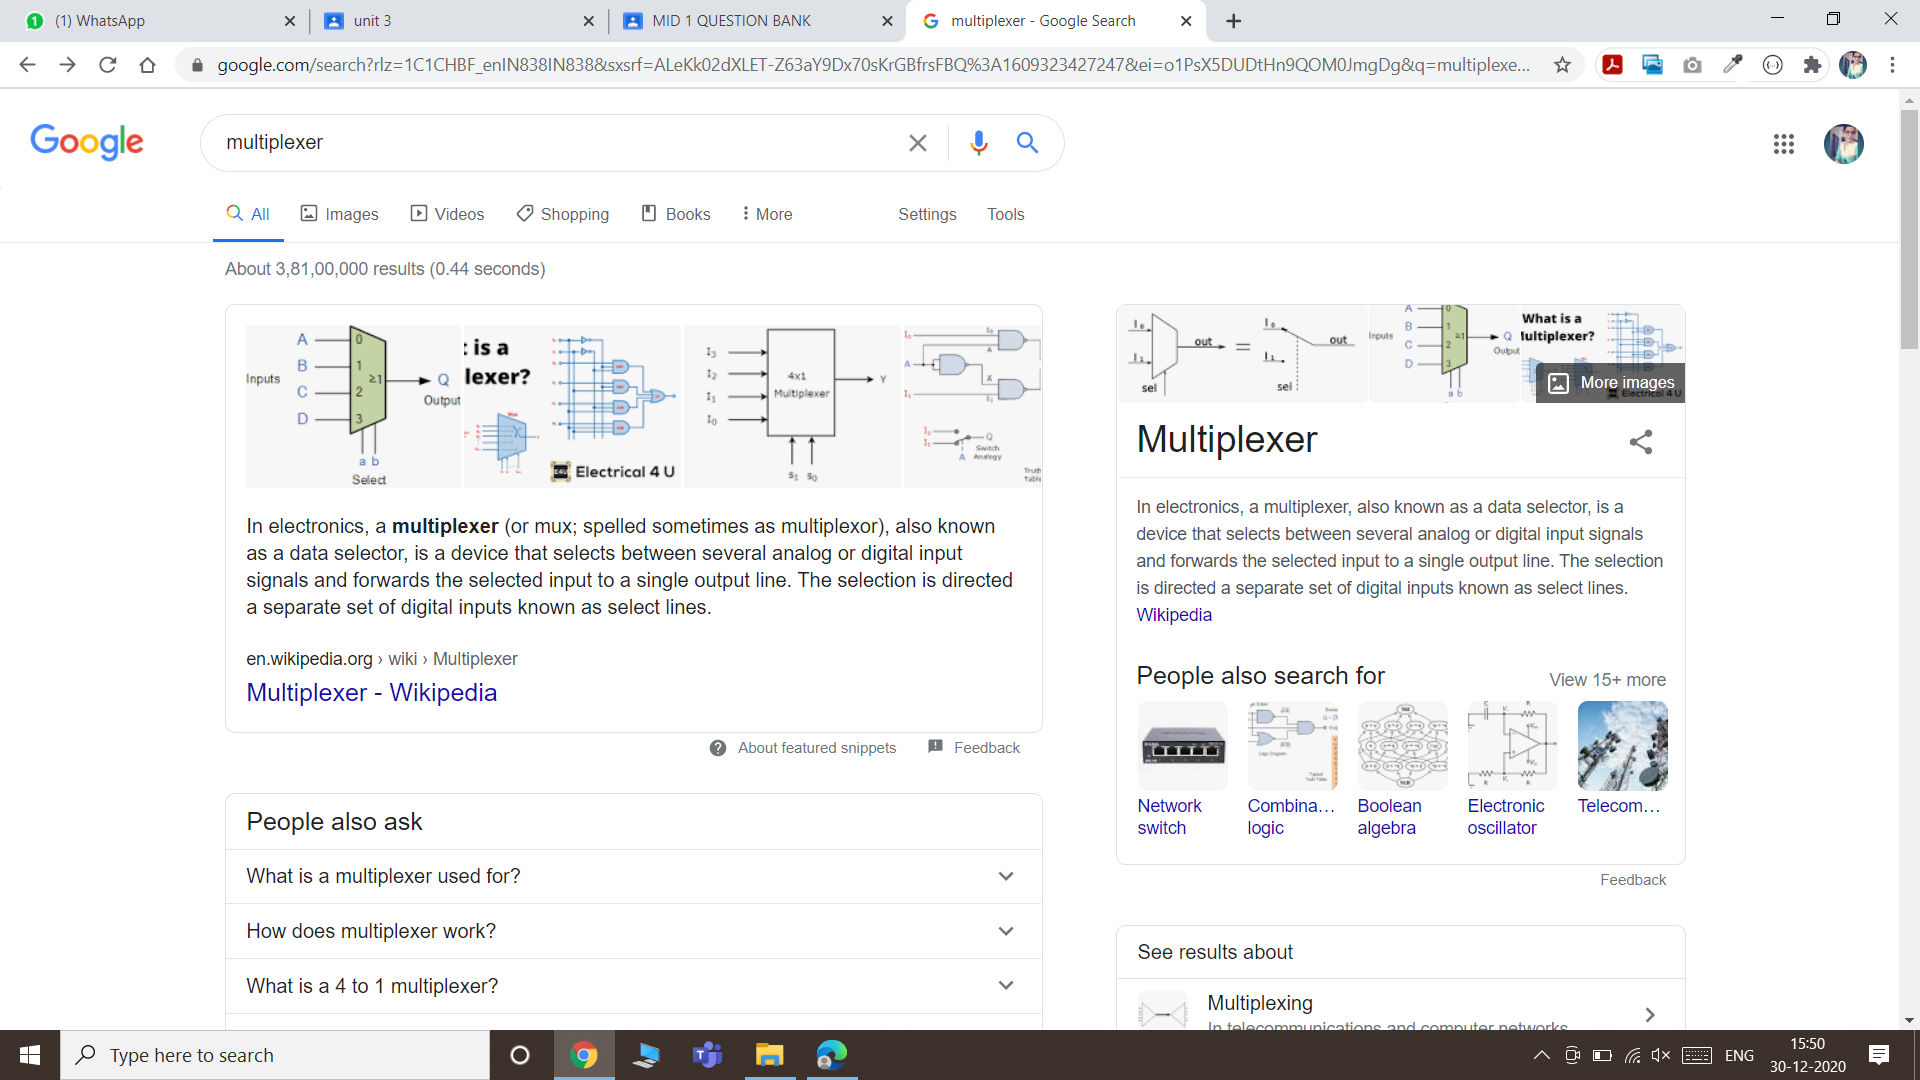 (1) WhatsApp
unit 3
MID 1 QUESTION BANK
multiplexer - Google Search
google.com/search?rlz=1C1CHBF_enIN838IN838&sxsrf=ALeKk02dXLET-Z63aY9Dx70sKrGBfrsFBQ%3A1609323427247&ei=o1PsX5DUDtHn9QOM0JmgDg&q=multiplexe...
Google
multiplexer
All
Images
Videos
Shopping
Books
More
Settings
Tools
About 3,81,00,000 results (0.44 seconds)
A
B
Inputs
C
D
0
1
≥1
2
3
Q
Output
a b
Select
: is a
lexer?
Electrical 4 U
I3
I2
I1
I0
4x1
Multiplexer
Y
S1 S0
Switch
Analogy
Truth
Table
In electronics, a multiplexer (or mux; spelled sometimes as multiplexor), also known
as a data selector, is a device that selects between several analog or digital input
signals and forwards the selected input to a single output line. The selection is directed
a separate set of digital inputs known as select lines.
en.wikipedia.org › wiki › Multiplexer
Multiplexer - Wikipedia
About featured snippets
Feedback
People also ask
What is a multiplexer used for?
How does multiplexer work?
What is a 4 to 1 multiplexer?
I0
I1
out
sel
=
I0
I1
out
sel
Inputs
A
B
C
D
Q
Output
a b
What is a
lultiplexer?
More images
Multiplexer
In electronics, a multiplexer, also known as a data selector, is a
device that selects between several analog or digital input signals
and forwards the selected input to a single output line. The selection
is directed a separate set of digital inputs known as select lines.
Wikipedia
People also search for
View 15+ more
Network
switch
Combina...
logic
Boolean
algebra
Electronic
oscillator
Telecom...
Feedback
See results about
Multiplexing
In telecommunications and computer networks
Type here to search
ENG
15:50
30-12-2020